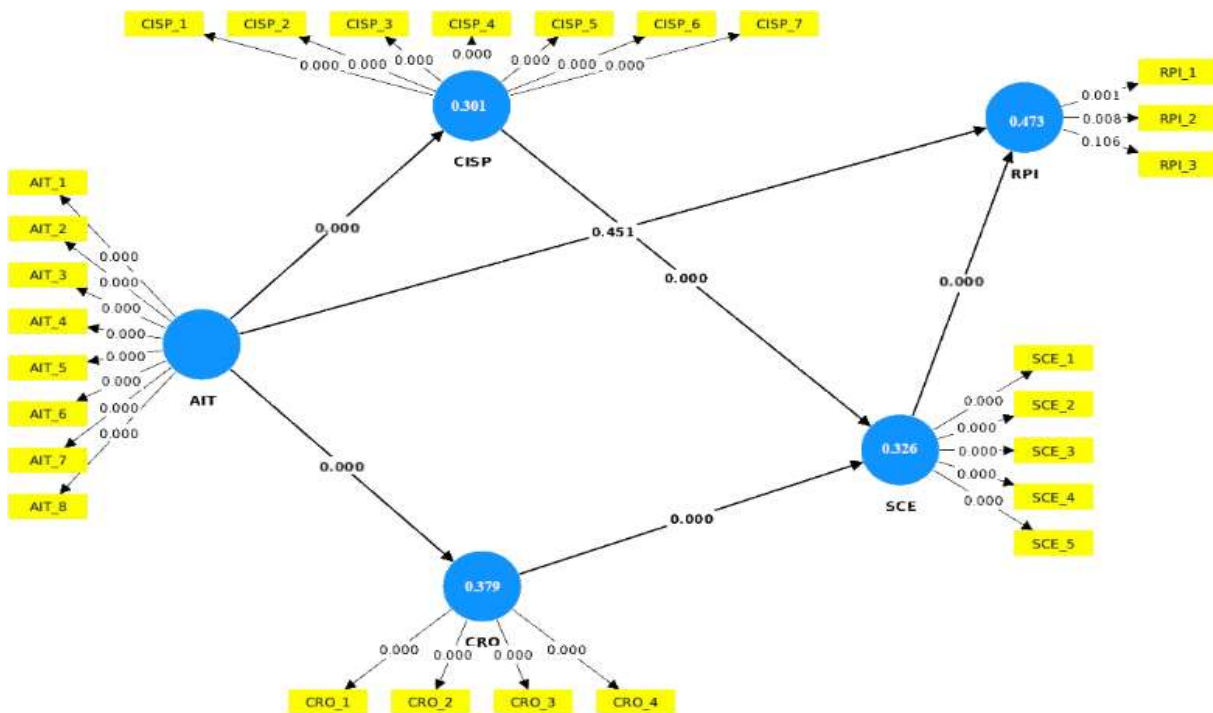 CISP_1 CISP_2 CISP_3 CISP_4 CISP_5 CISP_6 CISP_7
0.000 0.000 0.000 0.000 0.000 0.000 0.000
0.301
CISP
RPI_1
RPI_2
RPI_3
0.001
0.008
0.106
0.473
RPI
AIT_1
AIT_2
AIT_3
AIT_4
AIT_5
AIT_6
AIT_7
AIT_8
0.000
0.000
0.000
0.000
0.000
0.000
0.000
0.000
AIT
0.000
0.451
0.000
0.000
0.000
0.000
SCE_1
SCE_2
SCE_3
SCE_4
SCE_5
0.000
0.000
0.000
0.000
0.000
0.326
SCE
0.379
CRO
0.000 0.000 0.000 0.000
CRO_1 CRO_2 CRO_3 CRO_4